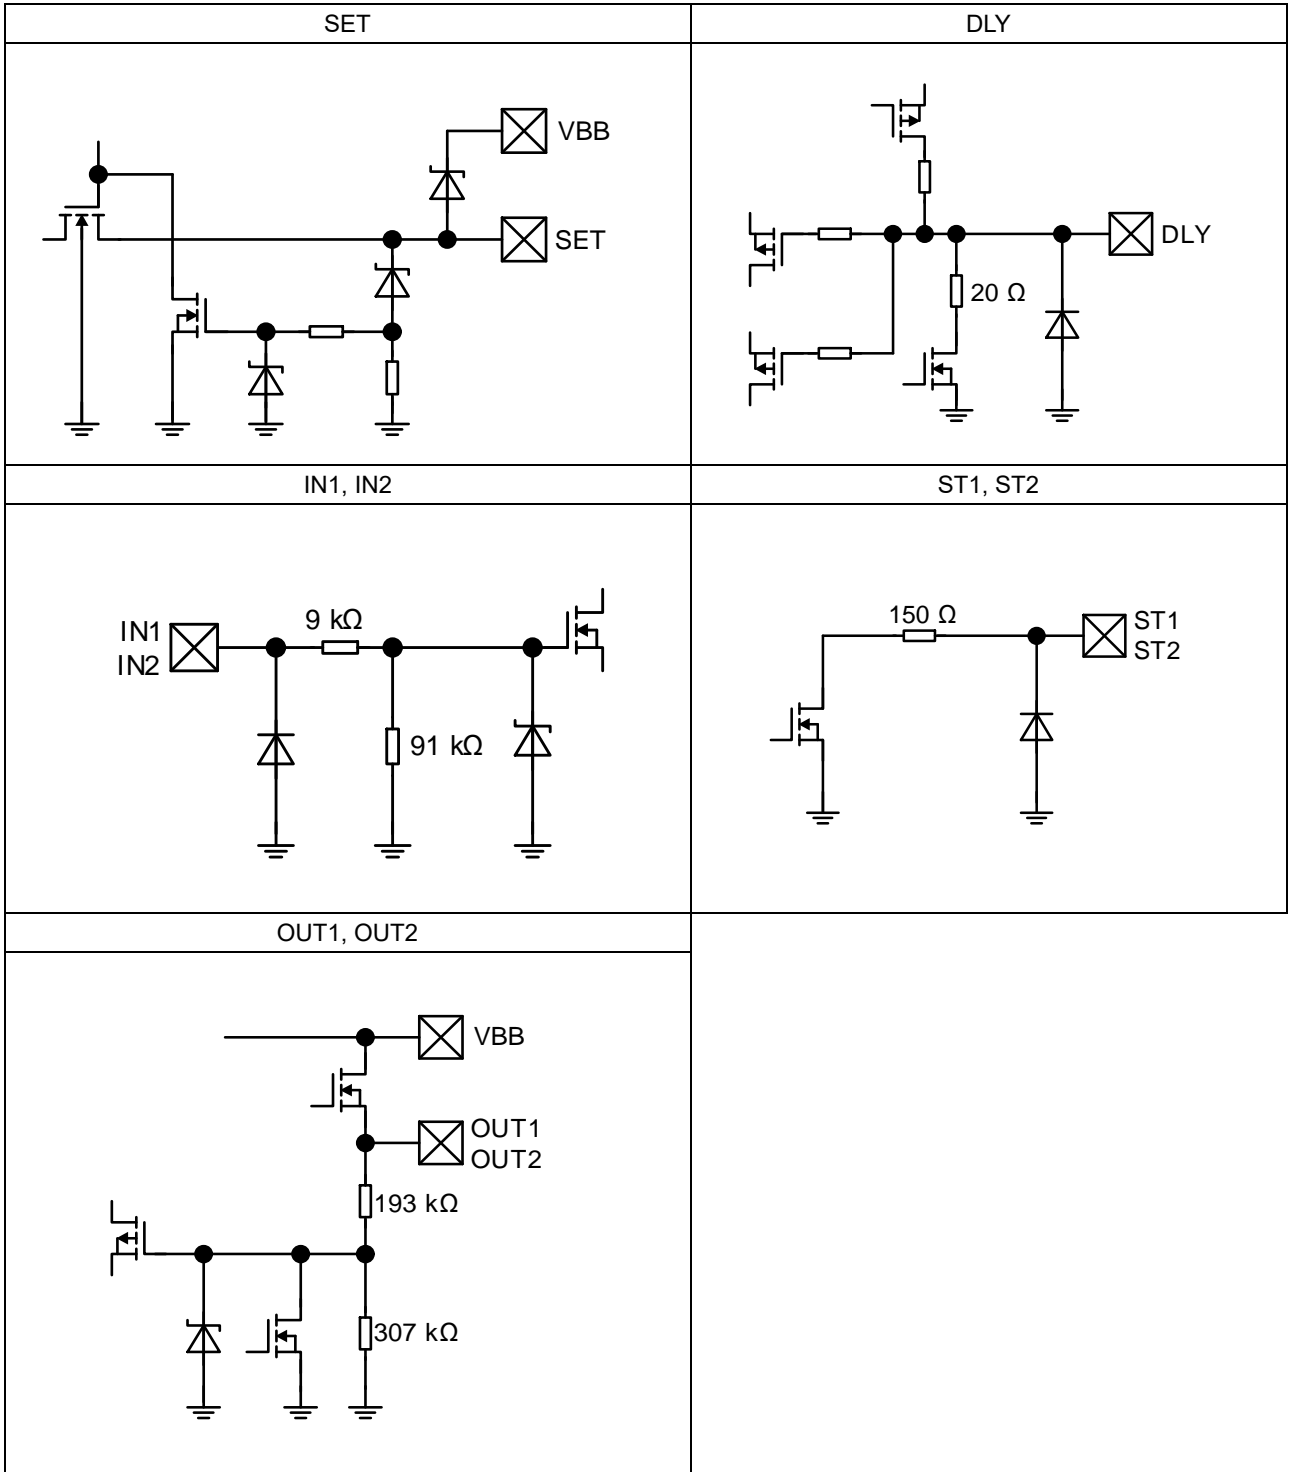 SET
DLY
VBB
SET
DLY
20 Ω
IN1, IN2
ST1, ST2
IN1
IN2
9 kΩ
91 kΩ
150 Ω
ST1
ST2
OUT1, OUT2
VBB
OUT1
OUT2
193 kΩ
307 kΩ